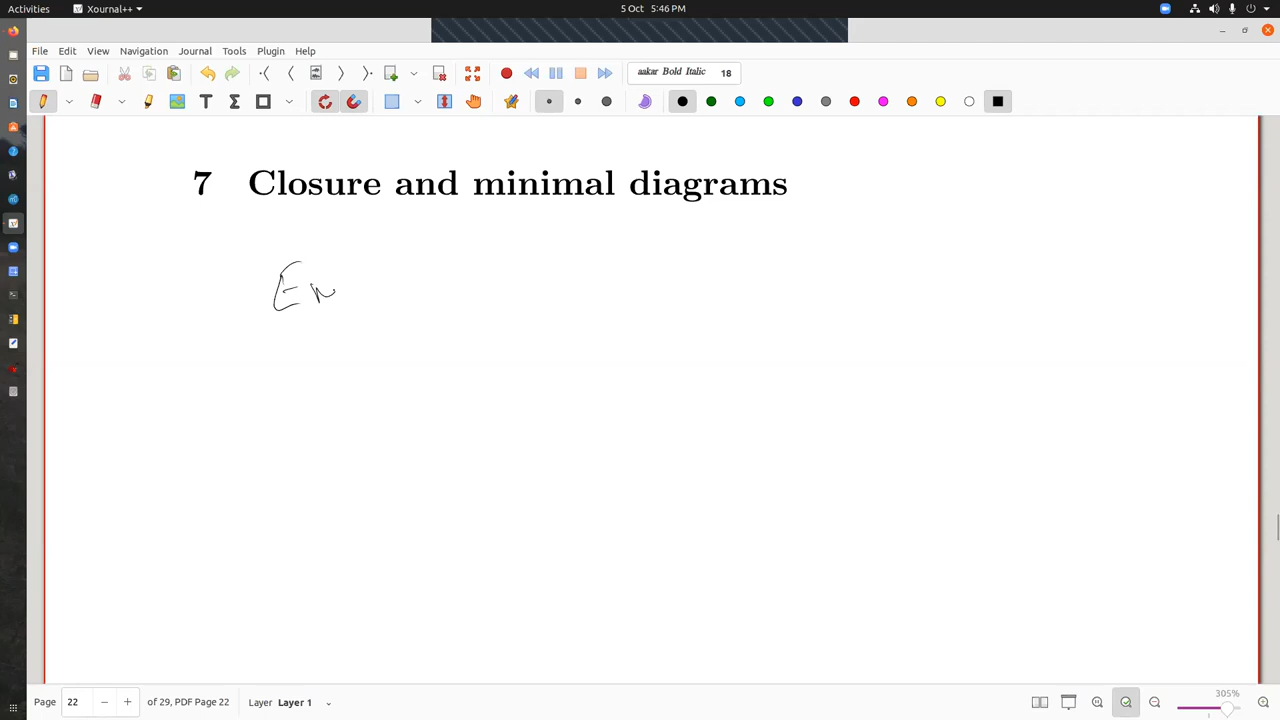 Activities Xournal++ 5 Oct 5:46 PM
File Edit View Navigation Journal Tools Plugin Help
aakar Bold Italic 18
7 Closure and minimal diagrams
En
Page 22 of 29, PDF Page 22 Layer Layer 1 305%